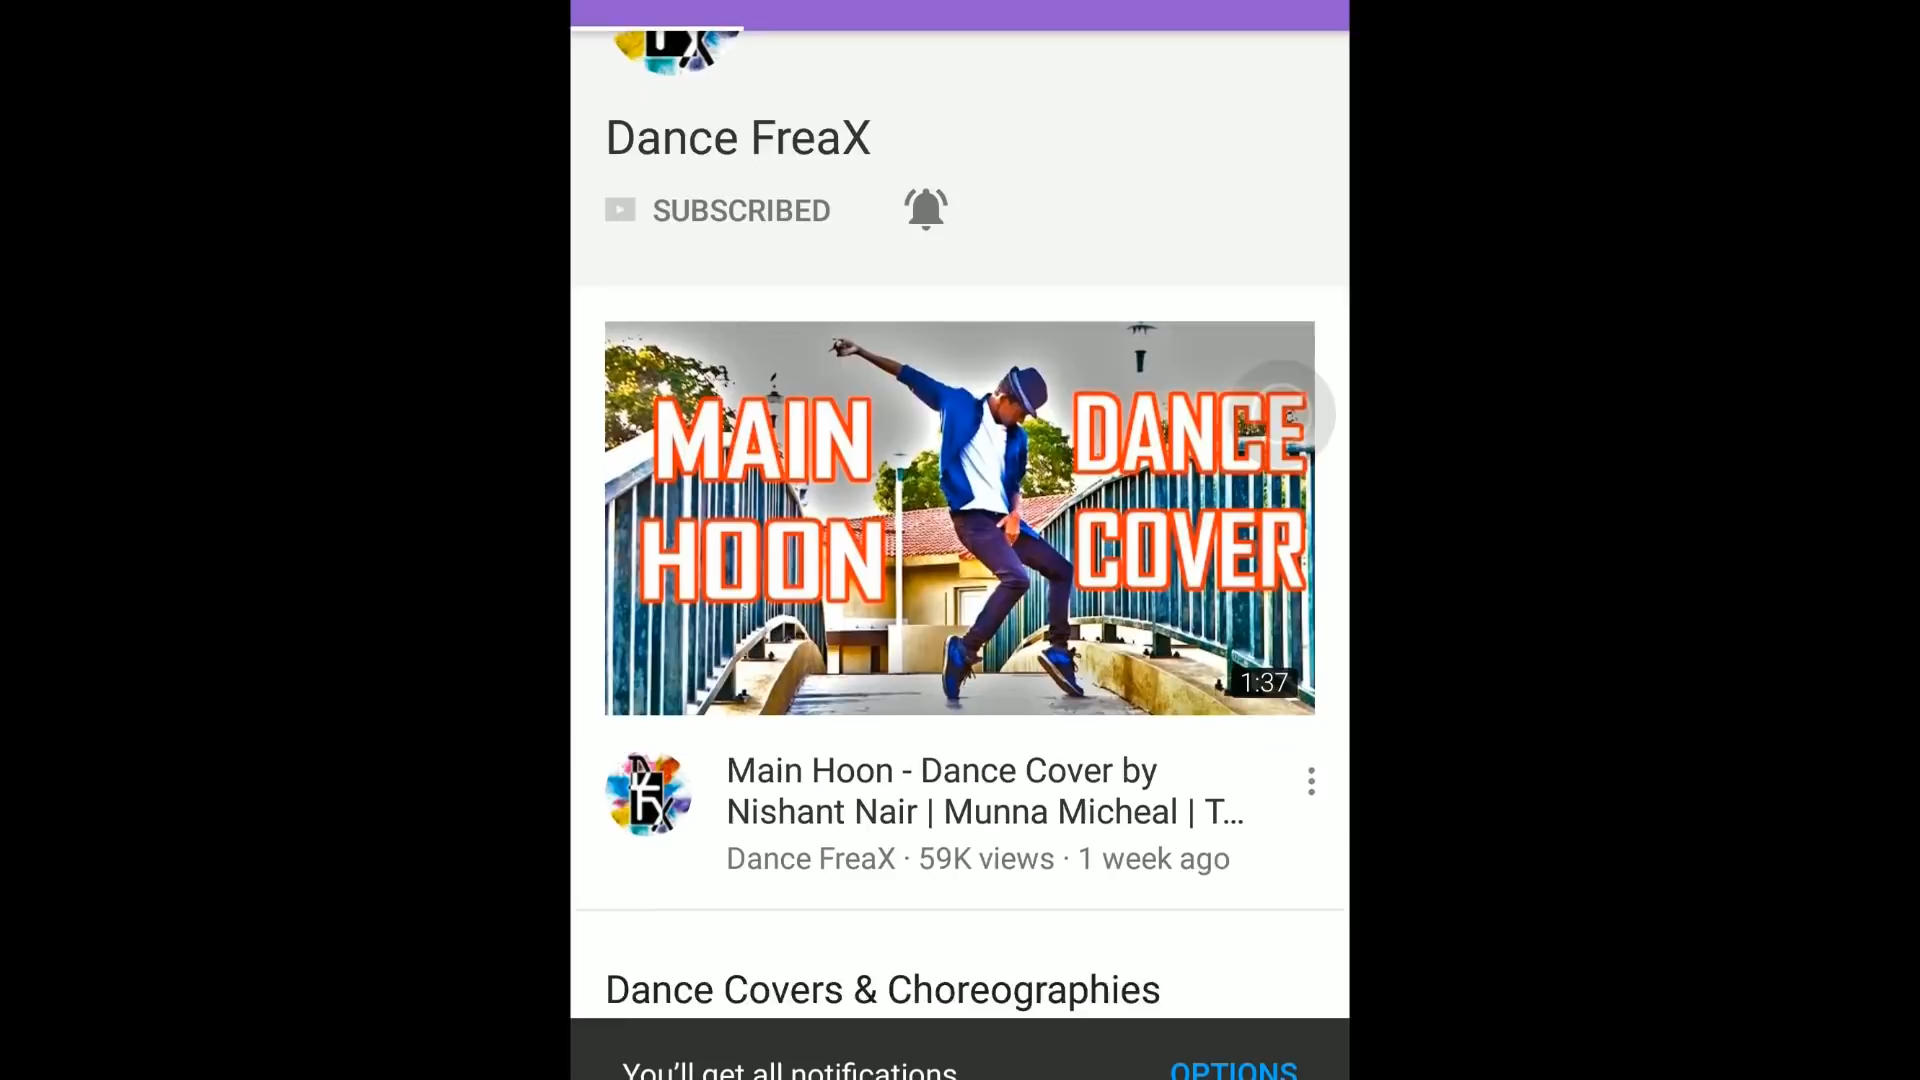 Dance FreaX
SUBSCRIBED
MAIN
HOON
DANCE
COVER
1:37
Main Hoon - Dance Cover by
Nishant Nair | Munna Micheal | T...
Dance FreaX · 59K views · 1 week ago
Dance Covers & Choreographies
You'll get all notifications
OPTIONS